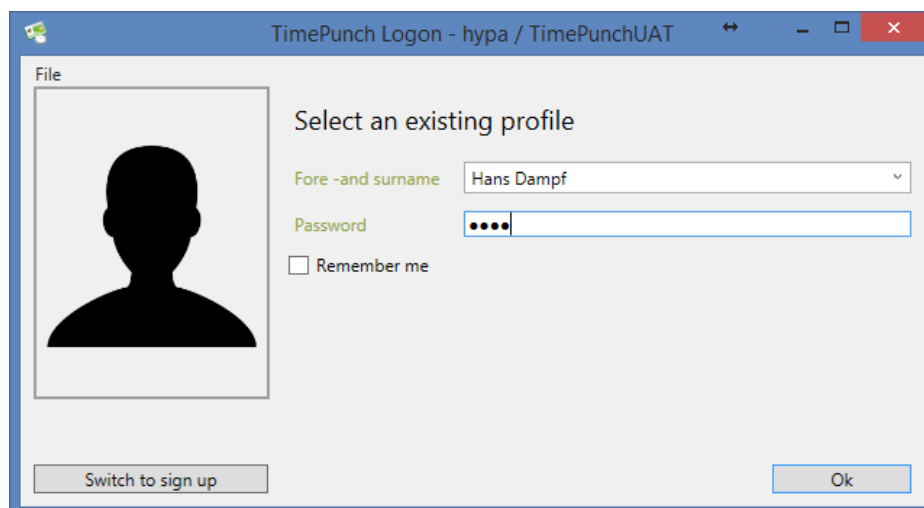 TimePunch Logon - hypa / TimePunchUAT
File
Select an existing profile
Fore -and surname Hans Dampf
Password ●●●●
Remember me
Switch to sign up Ok